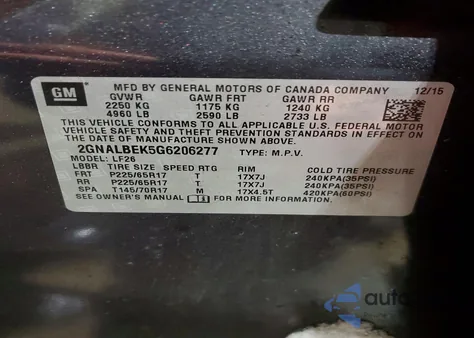 GM
MFD BY GENERAL MOTORS OF CANADA COMPANY 12/15
GVWR GAWR FRT GAWR RR
2250 KG 1175 KG 1240 KG
4960 LB 2590 LB 2733 LB
THIS VEHICLE CONFORMS TO ALL APPLICABLE U.S. FEDERAL MOTOR
VEHICLE SAFETY, BUMPER, AND THEFT PREVENTION STANDARDS IN EFFECT ON
THE DATE OF MANUFACTURE SHOWN ABOVE.
2GNALBEK5G6206277 TYPE: M.P.V.
MODEL: LF26
LBBR TIRE SIZE SPEED RTG RIM COLD TIRE PRESSURE
FRT P225/65R17 T 17X7J 240KPA(35PSI)
RR P225/65R17 T 17X7J 240KPA(35PSI)
SPA T145/70R17 M 17X4.5T 420KPA(60PSI)
SEE OWNER'S MANUAL FOR MORE INFORMATION.